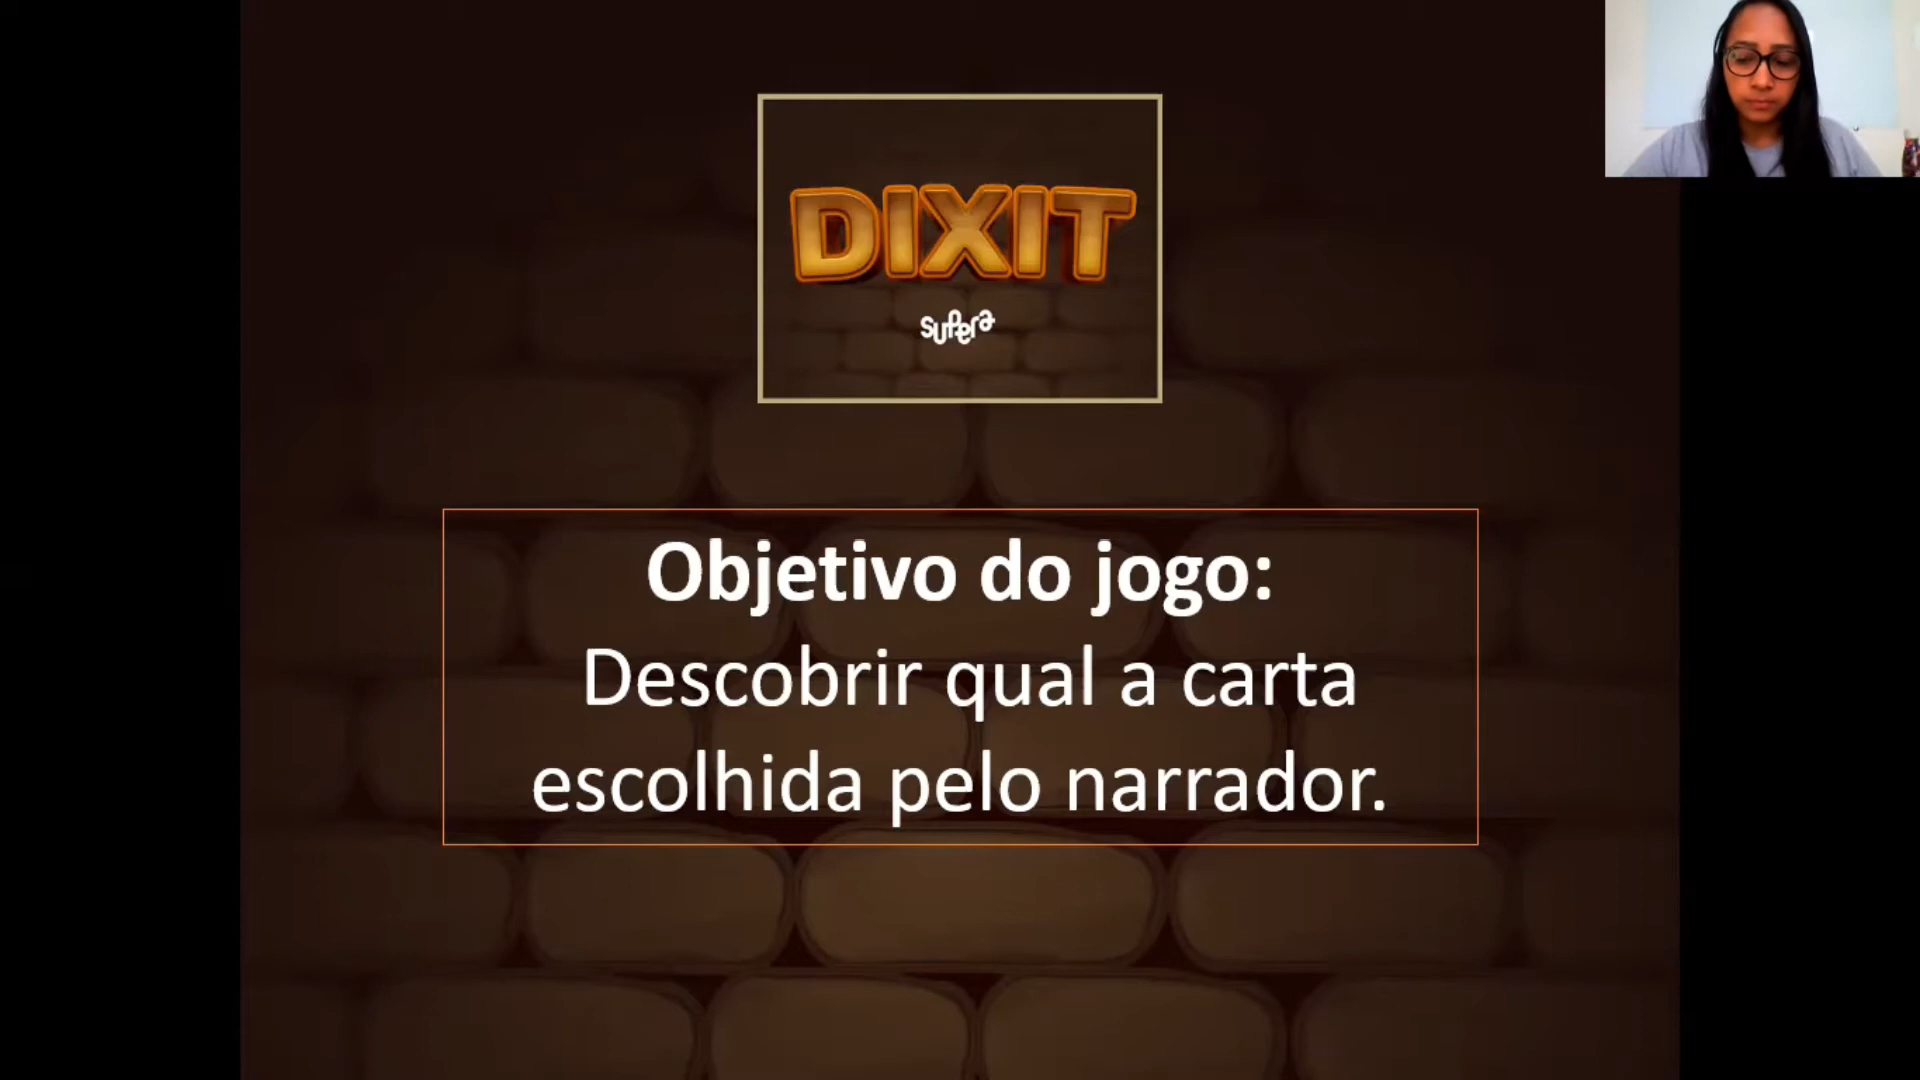 DIXIT
supera
Objetivo do jogo:
Descobrir qual a carta
escolhida pelo narrador.